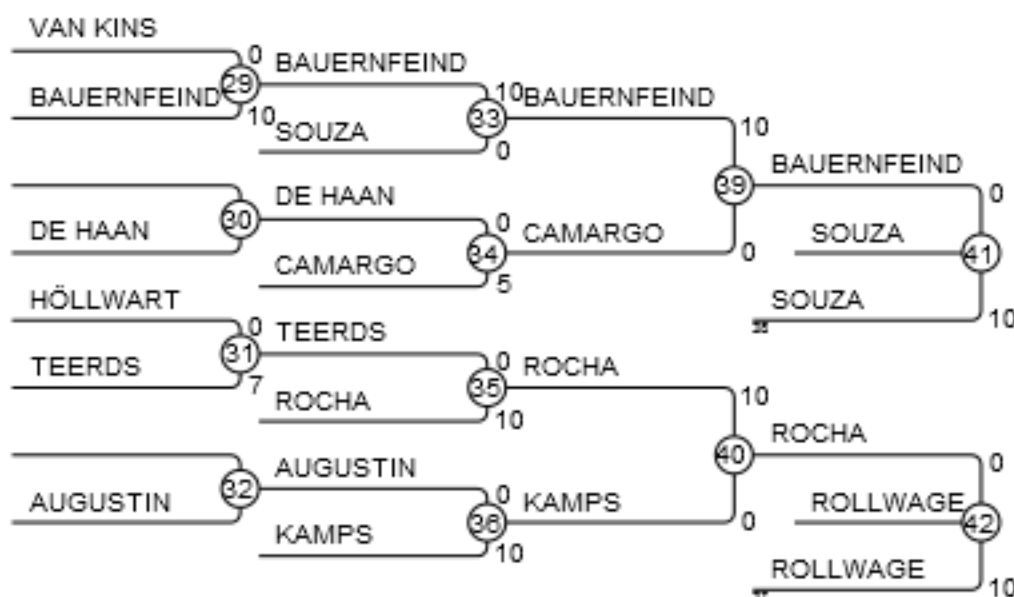 VAN KINS
0
BAUERNFEIND
29
10
BAUERNFEIND
10
SOUZA
33
0
BAUERNFEIND
10
DE HAAN
30
DE HAAN
0
CAMARGO
34
5
CAMARGO
39
0
BAUERNFEIND
0
SOUZA
41
SOUZA
10
HÖLLWART
0
TEERDS
31
7
TEERDS
0
ROCHA
35
10
ROCHA
10
AUGUSTIN
32
AUGUSTIN
0
KAMPS
36
10
KAMPS
40
0
ROCHA
0
ROLLWAGE
42
ROLLWAGE
10